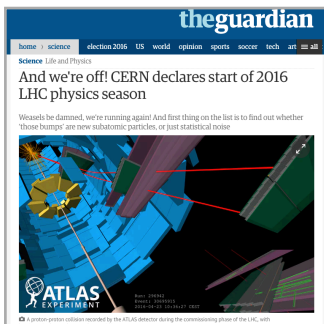 theguardian
home › science election 2016 US world opinion sports soccer tech art ≡ all
Science Life and Physics
And we're off! CERN declares start of 2016
LHC physics season
Weasels be damned, we're running again! And first thing on the list is to find out whether
'those bumps' are new subatomic particles, or just statistical noise
ATLAS
EXPERIMENT
Run:
Event:
CEST
A proton-proton collision recorded by the ATLAS detector during the commissioning phase of the LHC, with